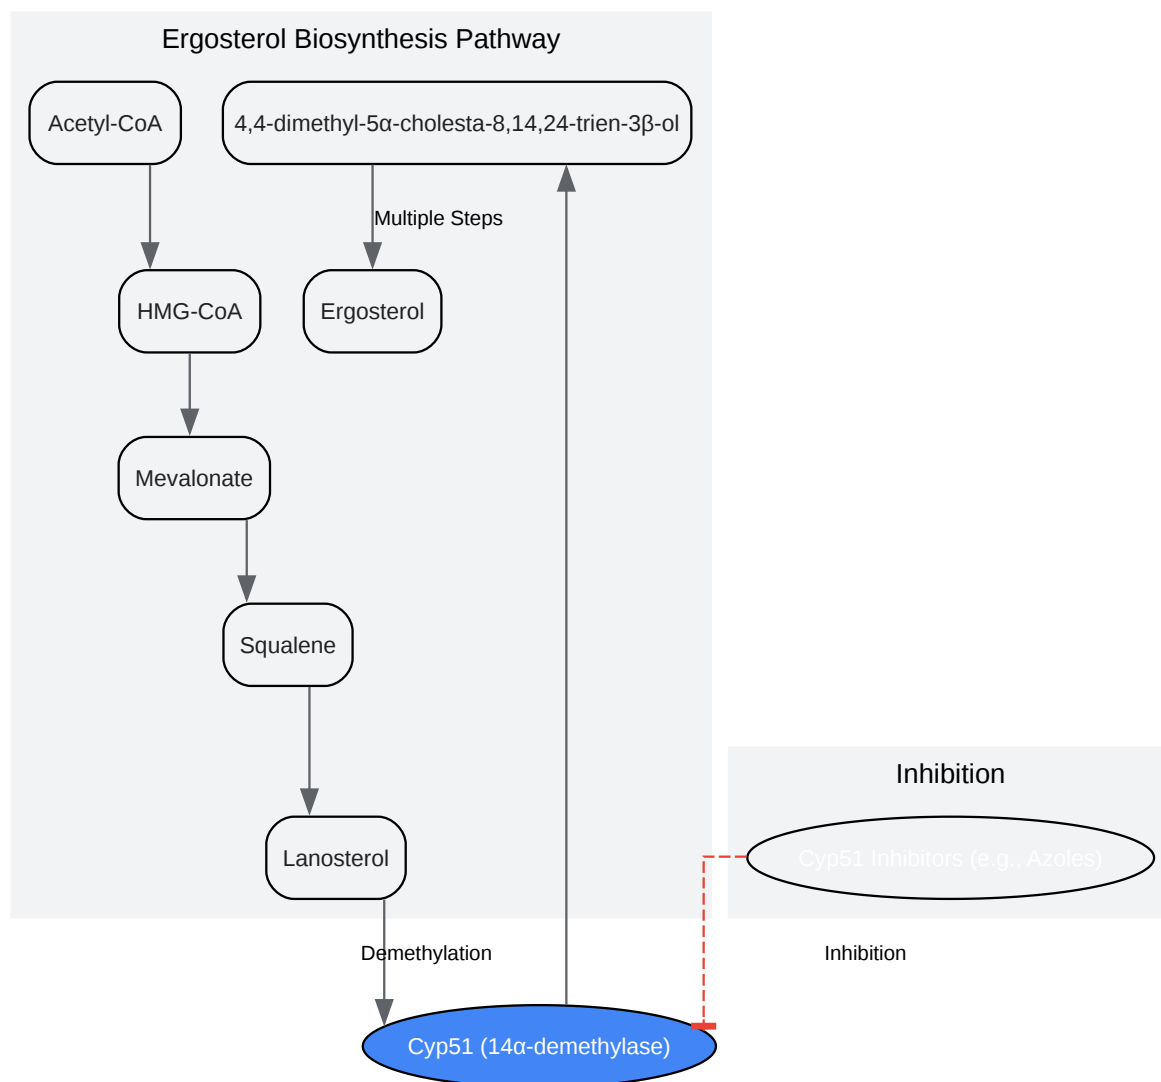 Ergosterol Biosynthesis Pathway
Acetyl-CoA
4,4-dimethyl-5α-cholesta-8,14,24-trien-3β-ol
Multiple Steps
HMG-CoA
Ergosterol
Mevalonate
Squalene
Inhibition
Lanosterol
Cyp51 Inhibitors (e.g., Azoles)
Demethylation
Inhibition
Cyp51 (14α-demethylase)